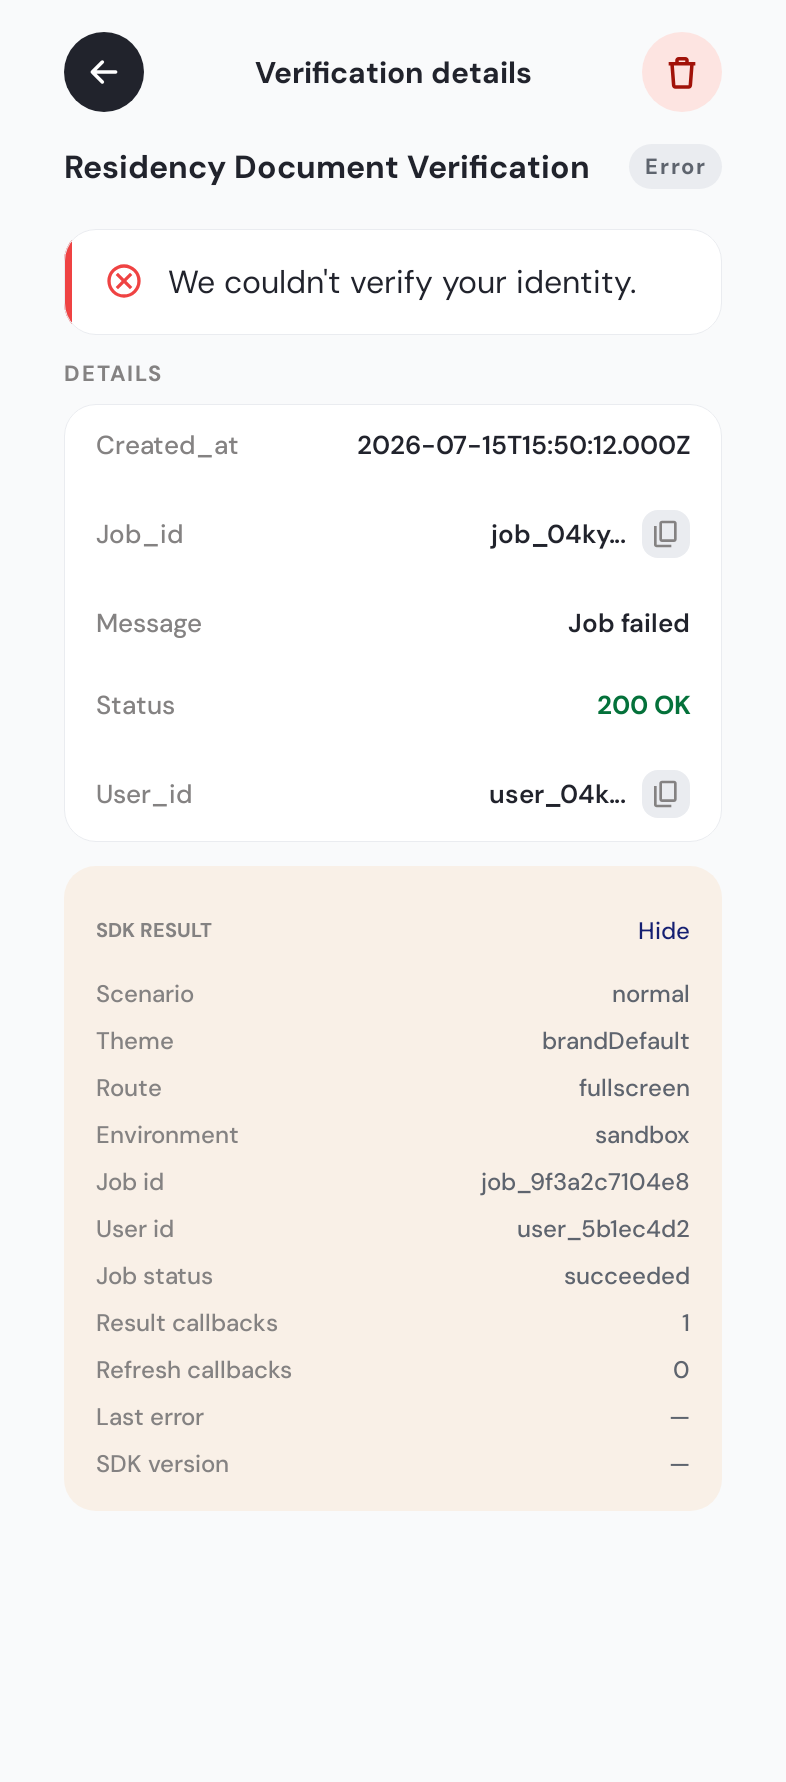 Verification details
Residency Document Verification Error
We couldn't verify your identity.
DETAILS
Created_at 2026-07-15T15:50:12.000Z
Job_id job_04ky...
Message Job failed
Status 200 OK
User_id user_04k...
SDK RESULT Hide
Scenario normal
Theme brandDefault
Route fullscreen
Environment sandbox
Job id job_9f3a2c7104e8
User id user_5b1ec4d2
Job status succeeded
Result callbacks 1
Refresh callbacks 0
Last error —
SDK version —